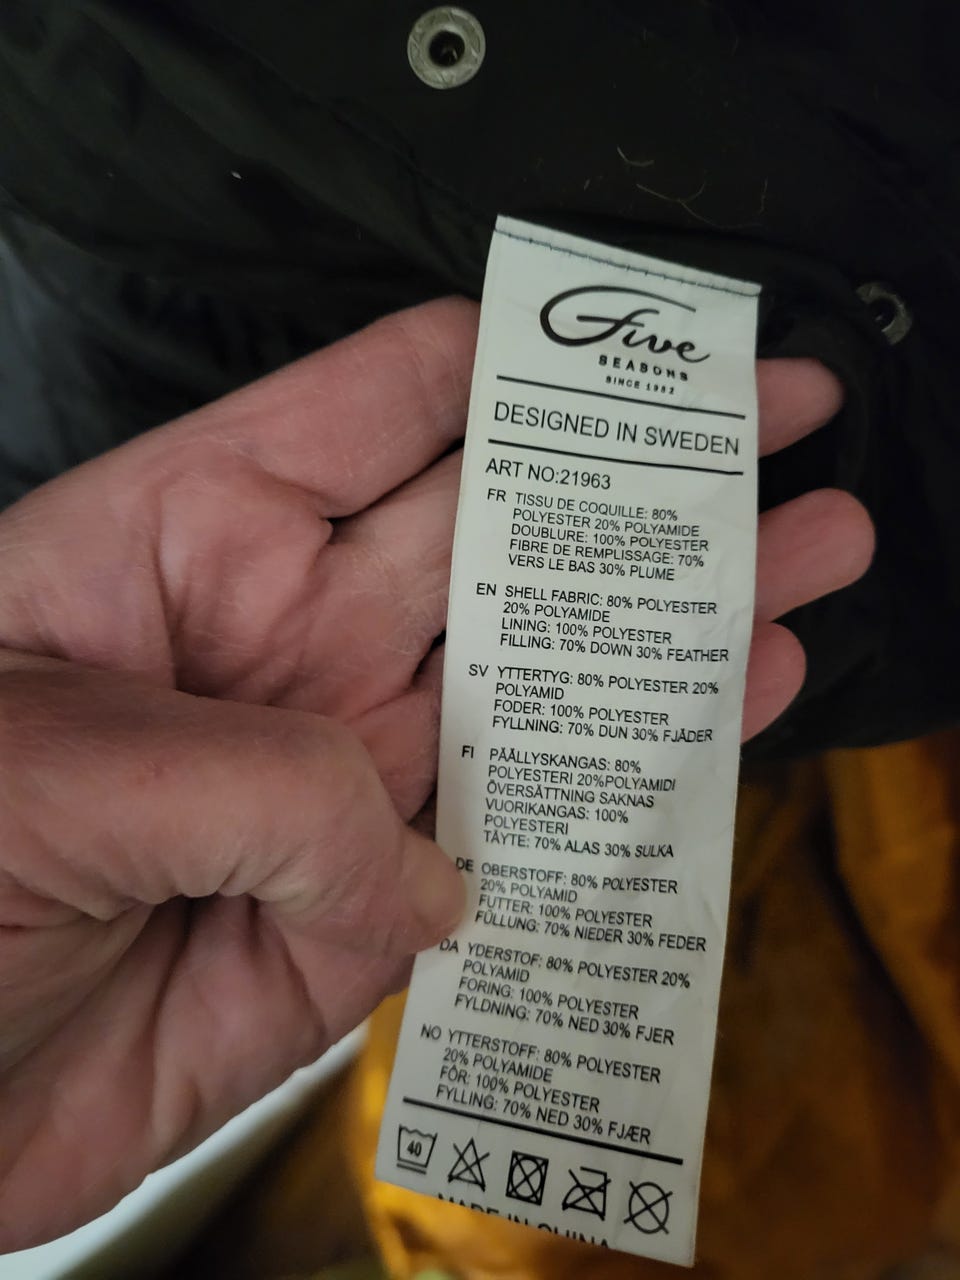 Five
SEASONS
SINCE 1982
DESIGNED IN SWEDEN
ART NO:21963
FR TISSU DE COQUILLE: 80%
POLYESTER 20% POLYAMIDE
DOUBLURE: 100% POLYESTER
FIBRE DE REMPLISSAGE: 70%
VERS LE BAS 30% PLUME
EN SHELL FABRIC: 80% POLYESTER
20% POLYAMIDE
LINING: 100% POLYESTER
FILLING: 70% DOWN 30% FEATHER
SV YTTERTYG: 80% POLYESTER 20%
POLYAMID
FODER: 100% POLYESTER
FYLLNING: 70% DUN 30% FJÄDER
FI PÄÄLLYSKANGAS: 80%
POLYESTERI 20%POLYAMIDI
ÖVERSÄTTNING SAKNAS
VUORIKANGAS: 100%
POLYESTERI
TÄYTE: 70% ALAS 30% SULKA
DE OBERSTOFF: 80% POLYESTER
20% POLYAMID
FUTTER: 100% POLYESTER
FÜLLUNG: 70% NIEDER 30% FEDER
DA YDERSTOF: 80% POLYESTER 20%
POLYAMID
FORING: 100% POLYESTER
FYLDNING: 70% NED 30% FJER
NO YTTERSTOFF: 80% POLYESTER
20% POLYAMIDE
FÔR: 100% POLYESTER
FYLLING: 70% NED 30% FJÆR
40
MADE IN CHINA